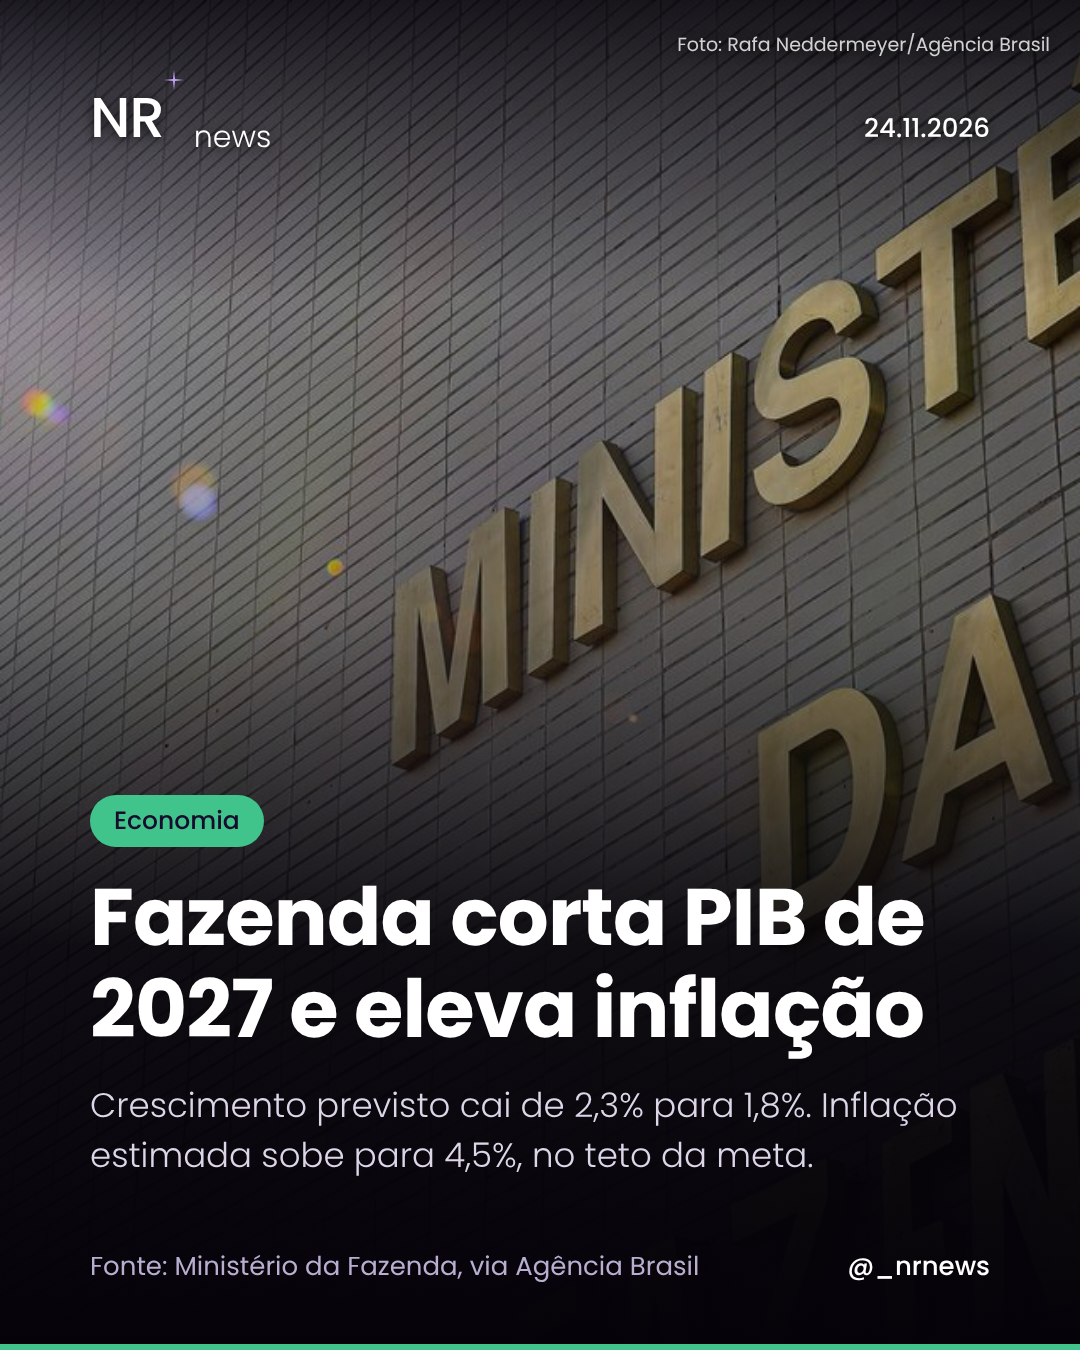 Foto: Rafa Neddermeyer/Agência Brasil
NR news
24.11.2026
MINISTÉ
DA
Economia
Fazenda corta PIB de
2027 e eleva inflação
Crescimento previsto cai de 2,3% para 1,8%. Inflação
estimada sobe para 4,5%, no teto da meta.
Fonte: Ministério da Fazenda, via Agência Brasil
@_nrnews